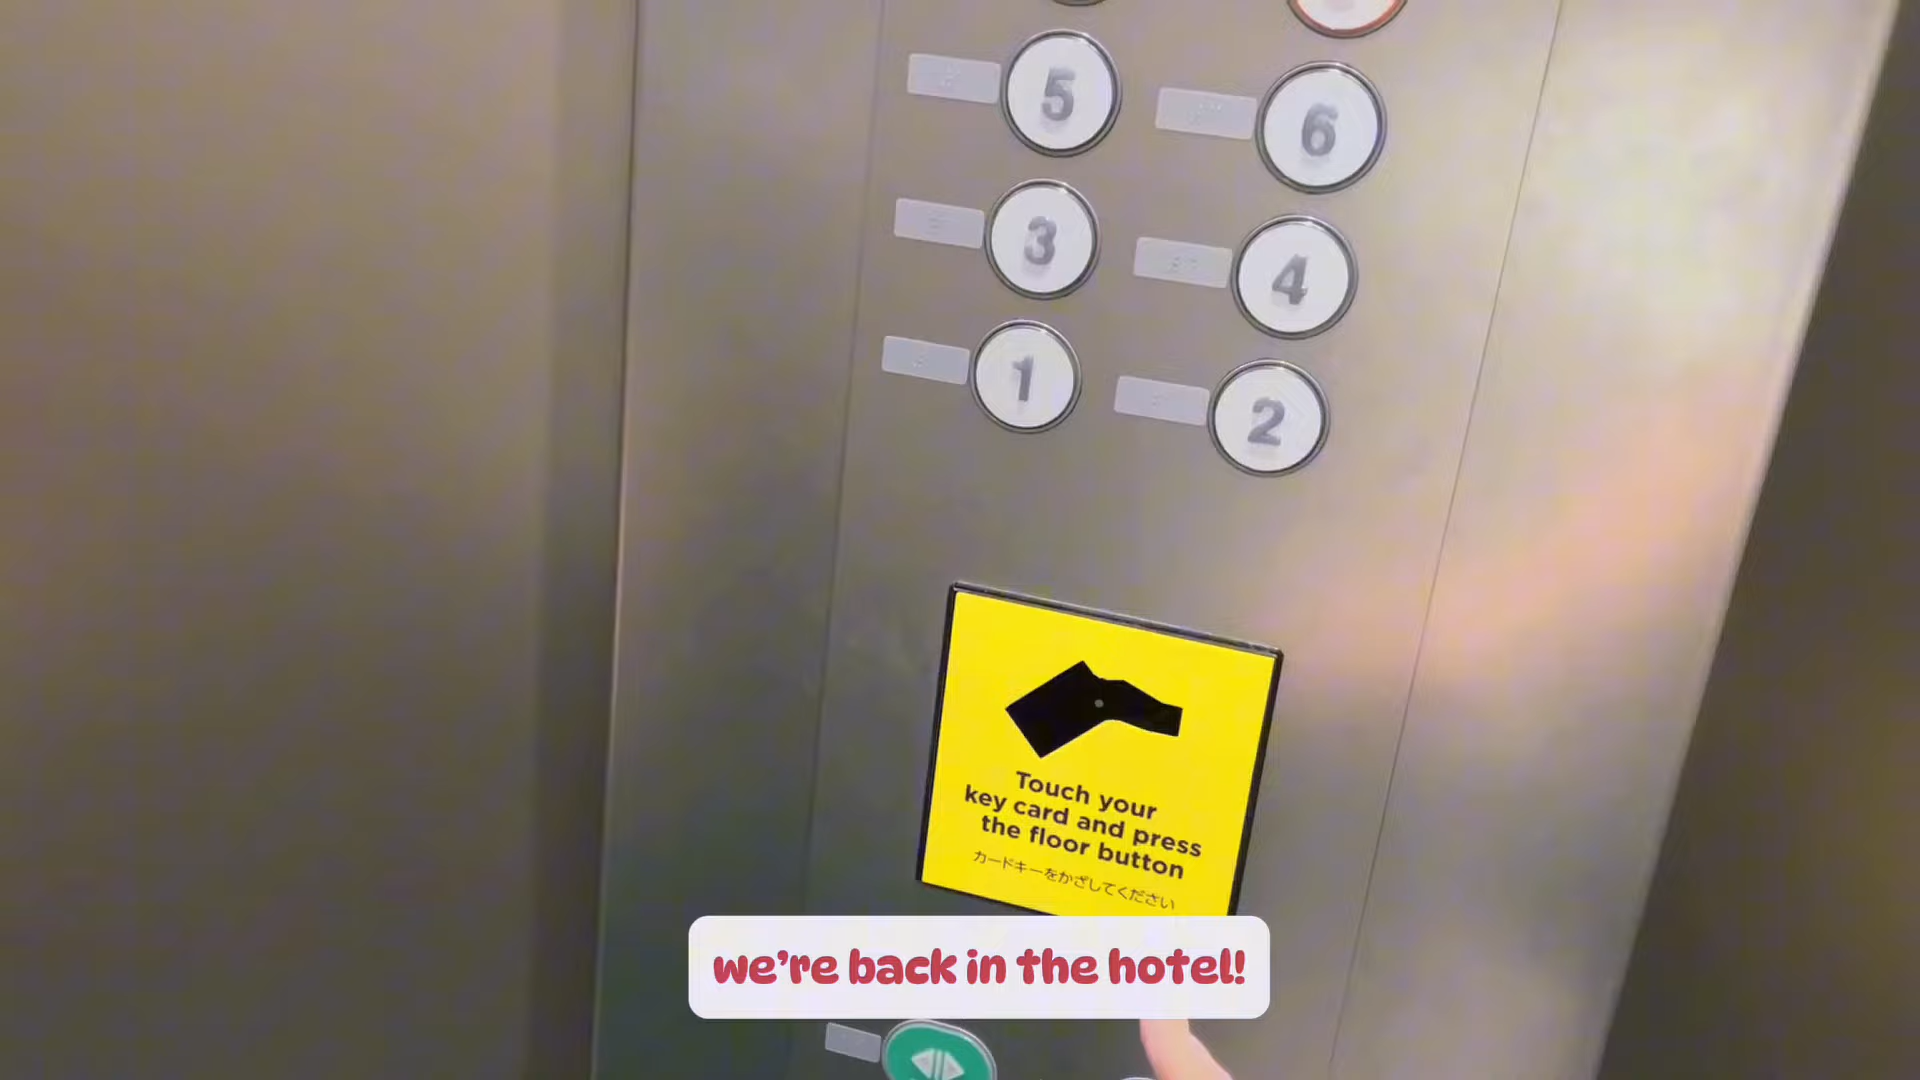 5 6
3 4
1 2
Touch your
key card and press
the floor button
カードキーをかざしてください
we're back in the hotel!